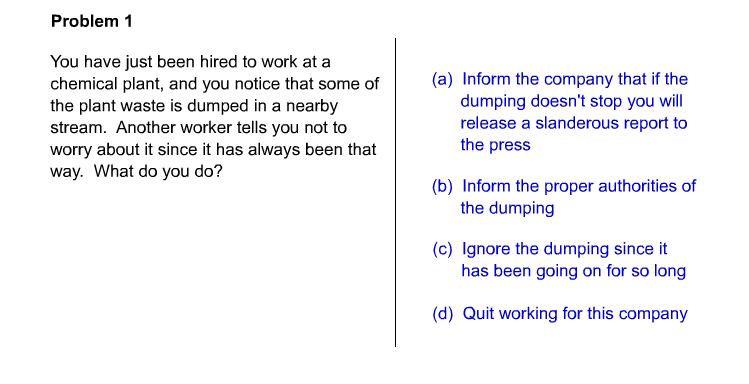 Problem 1
You have just been hired to work at a
chemical plant, and you notice that some of
the plant waste is dumped in a nearby
stream. Another worker tells you not to
worry about it since it has always been that
way. What do you do?
(a) Inform the company that if the
dumping doesn't stop you will
release a slanderous report to
the press
(b) Inform the proper authorities of
the dumping
(c) Ignore the dumping since it
has been going on for so long
(d) Quit working for this company